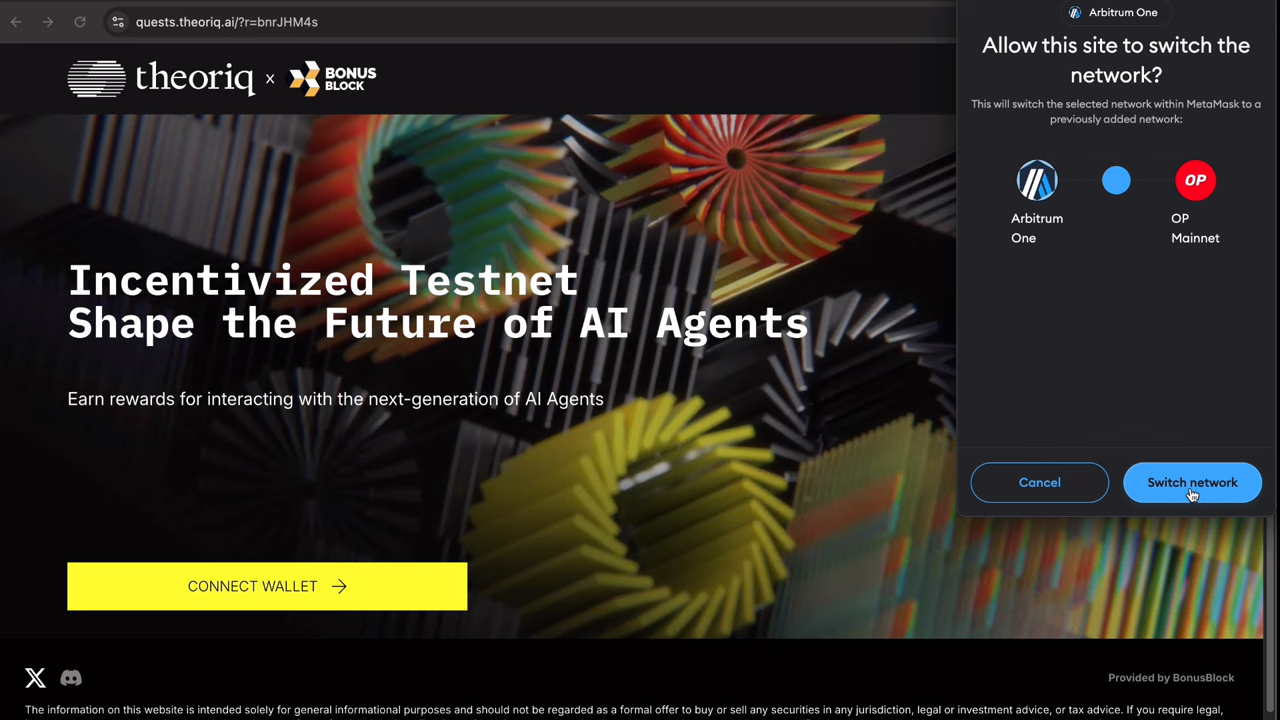 quests.theoriq.ai/?r=bnrJHM4s
theoriq x BONUS
BLOCK
Incentivized Testnet
Shape the Future of AI Agents
Earn rewards for interacting with the next-generation of AI Agents
CONNECT WALLET →
Arbitrum One
Allow this site to switch the
network?
This will switch the selected network within MetaMask to a
previously added network:
OP
Arbitrum
One
OP
Mainnet
Cancel
Switch network
Provided by BonusBlock
The information on this website is intended solely for general informational purposes and should not be regarded as a formal offer to buy or sell any securities in any jurisdiction, legal or investment advice, or tax advice. If you require legal,